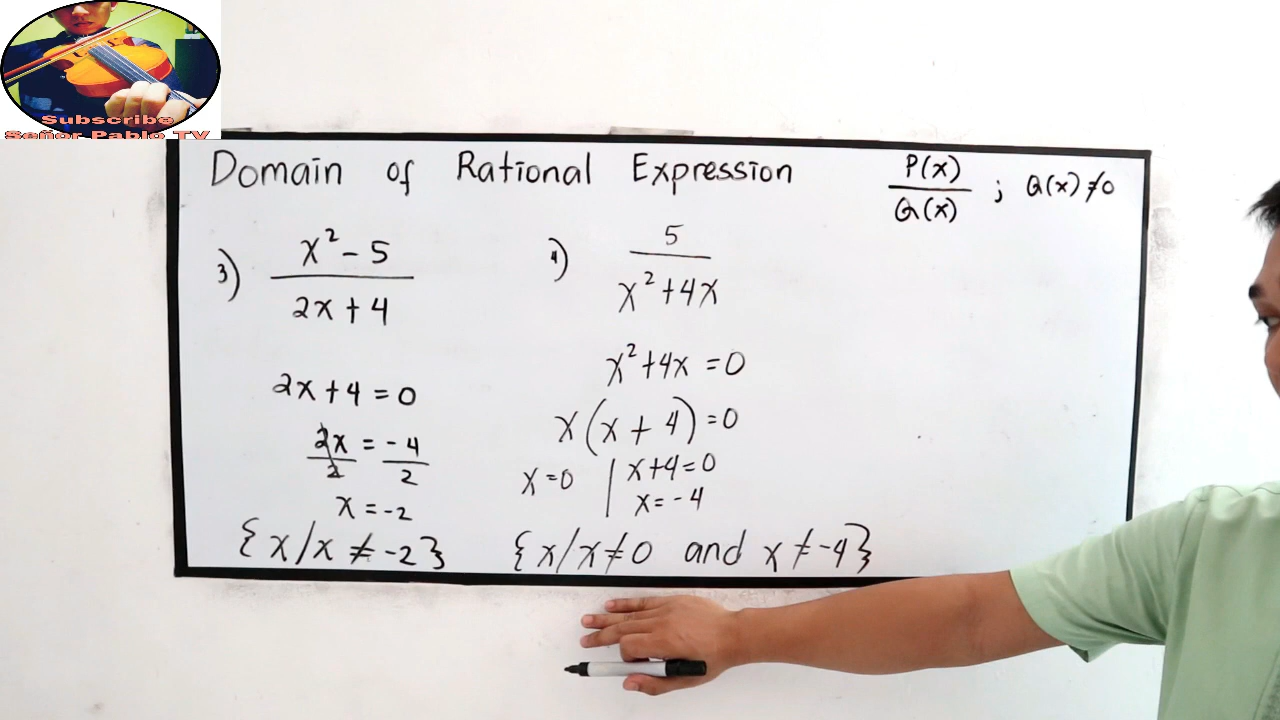 Subscribe
Señor Pablo TV
Domain of Rational Expression
P(x)
/
Q(x) ; Q(x) ≠ 0
3) x² - 5
/
2x + 4
2x + 4 = 0
2x/2 = -4/2
x = -2
{x/x ≠ -2}
4) 5
/
x² + 4x
x² + 4x = 0
x(x + 4) = 0
x = 0 | x + 4 = 0
x = -4
{x/x ≠ 0 and x ≠ -4}